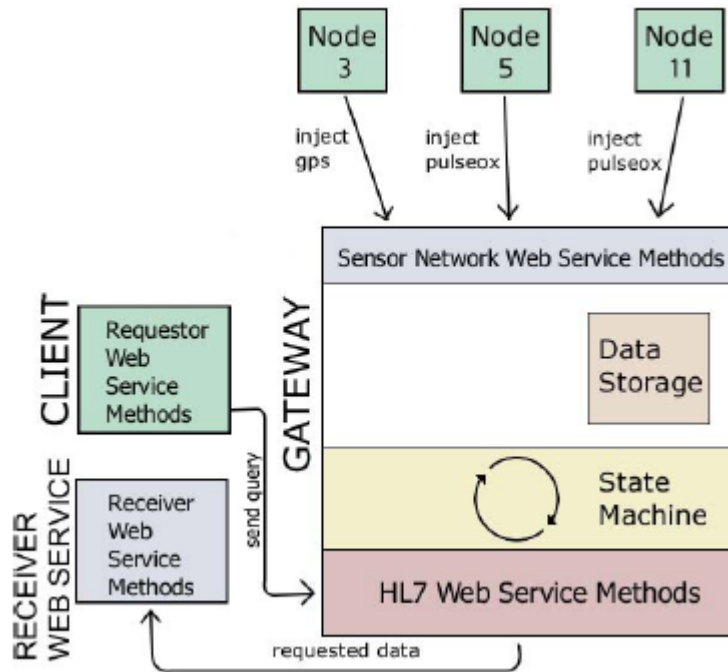 Node
3
Node
5
Node
11
inject
gps
inject
pulseox
inject
pulseox
Sensor Network Web Service Methods
GATEWAY
Data
Storage
State
Machine
HL7 Web Service Methods
CLIENT
Requestor
Web
Service
Methods
send query
RECEIVER
WEB SERVICE
Receiver
Web
Service
Methods
requested data